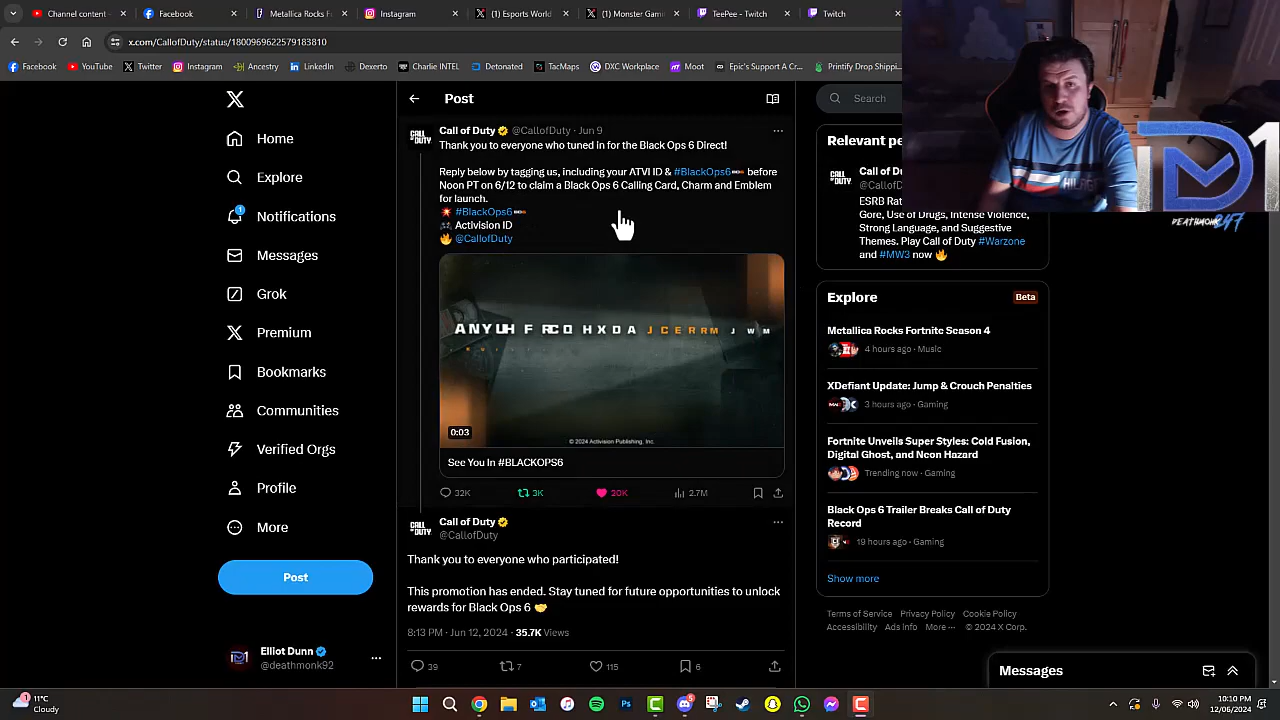 Call of Duty -
Facebook
Metallica Rocks F
Instagram
(1) Esports World
(1) Monster Gami
TeePee - Twitch
Twitch
x.com/CallofDuty/status/1800969622579183810
Facebook
YouTube
Twitter
Instagram
Ancestry
LinkedIn
Dexerto
Charlie INTEL
Detonated
TacMaps
DXC Workplace
Moot
Epic's Support A Cr...
Printify Drop Shippi...
Home
Explore
1
Notifications
Messages
Grok
Premium
Bookmarks
Communities
Verified Orgs
Profile
More
Post
Elliot Dunn
@deathmonk92
Post
Call of Duty @CallofDuty · Jun 9
Thank you to everyone who tuned in for the Black Ops 6 Direct!
Reply below by tagging us, including your ATVI ID & #BlackOps6 before
Noon PT on 6/12 to claim a Black Ops 6 Calling Card, Charm and Emblem
for launch.
💥 #BlackOps6
🎮 Activision ID
🔥 @CallofDuty
0:03
© 2024 Activision Publishing, Inc.
See You In #BLACKOPS6
32K
3K
20K
2.7M
Call of Duty
@CallofDuty
Thank you to everyone who participated!
This promotion has ended. Stay tuned for future opportunities to unlock
rewards for Black Ops 6 🤝
8:13 PM · Jun 12, 2024 · 35.7K Views
39
7
115
6
Search
Relevant pe
Call of Du
@CallofD
ESRB Rat
Gore, Use of Drugs, Intense Violence,
Strong Language, and Suggestive
Themes. Play Call of Duty #Warzone
and #MW3 now 🔥
Explore
Beta
Metallica Rocks Fortnite Season 4
4 hours ago · Music
XDefiant Update: Jump & Crouch Penalties
3 hours ago · Gaming
Fortnite Unveils Super Styles: Cold Fusion,
Digital Ghost, and Neon Hazard
Trending now · Gaming
Black Ops 6 Trailer Breaks Call of Duty
Record
19 hours ago · Gaming
Show more
Terms of Service Privacy Policy Cookie Policy
Accessibility Ads info More ··· © 2024 X Corp.
Messages
D1
DEATHMONK247
11°C
Cloudy
10:10 PM
12/06/2024